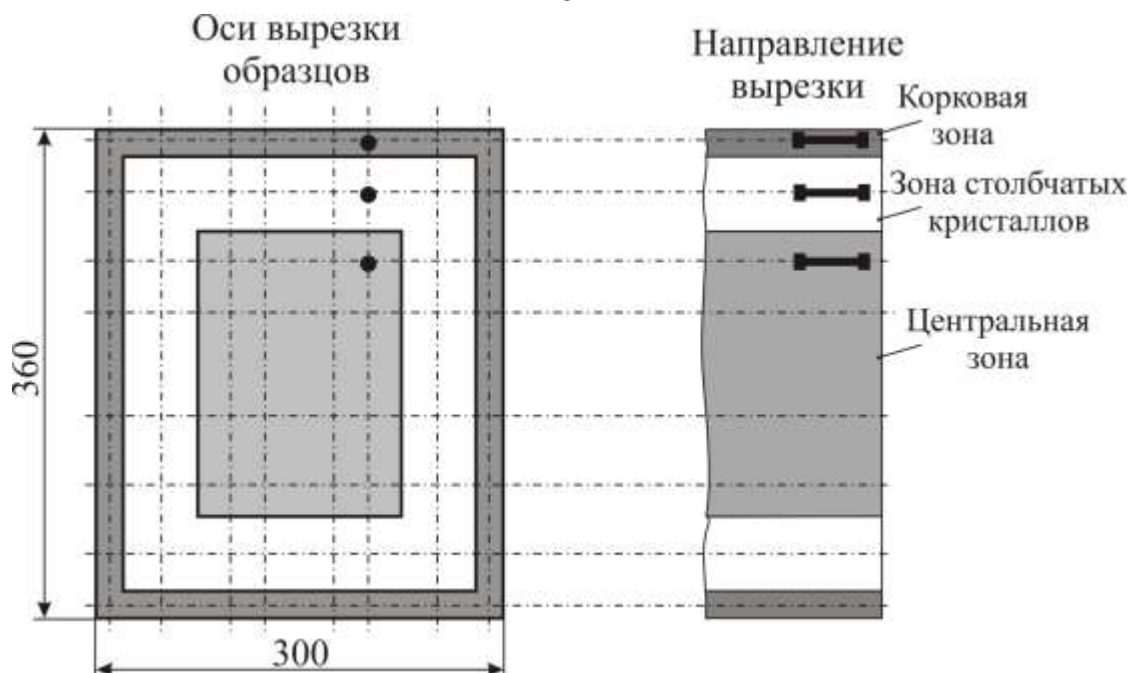 Оси вырезки
образцов
Направление
вырезки
Корковая
зона
Зона столбчатых
кристаллов
Центральная
зона
360
300